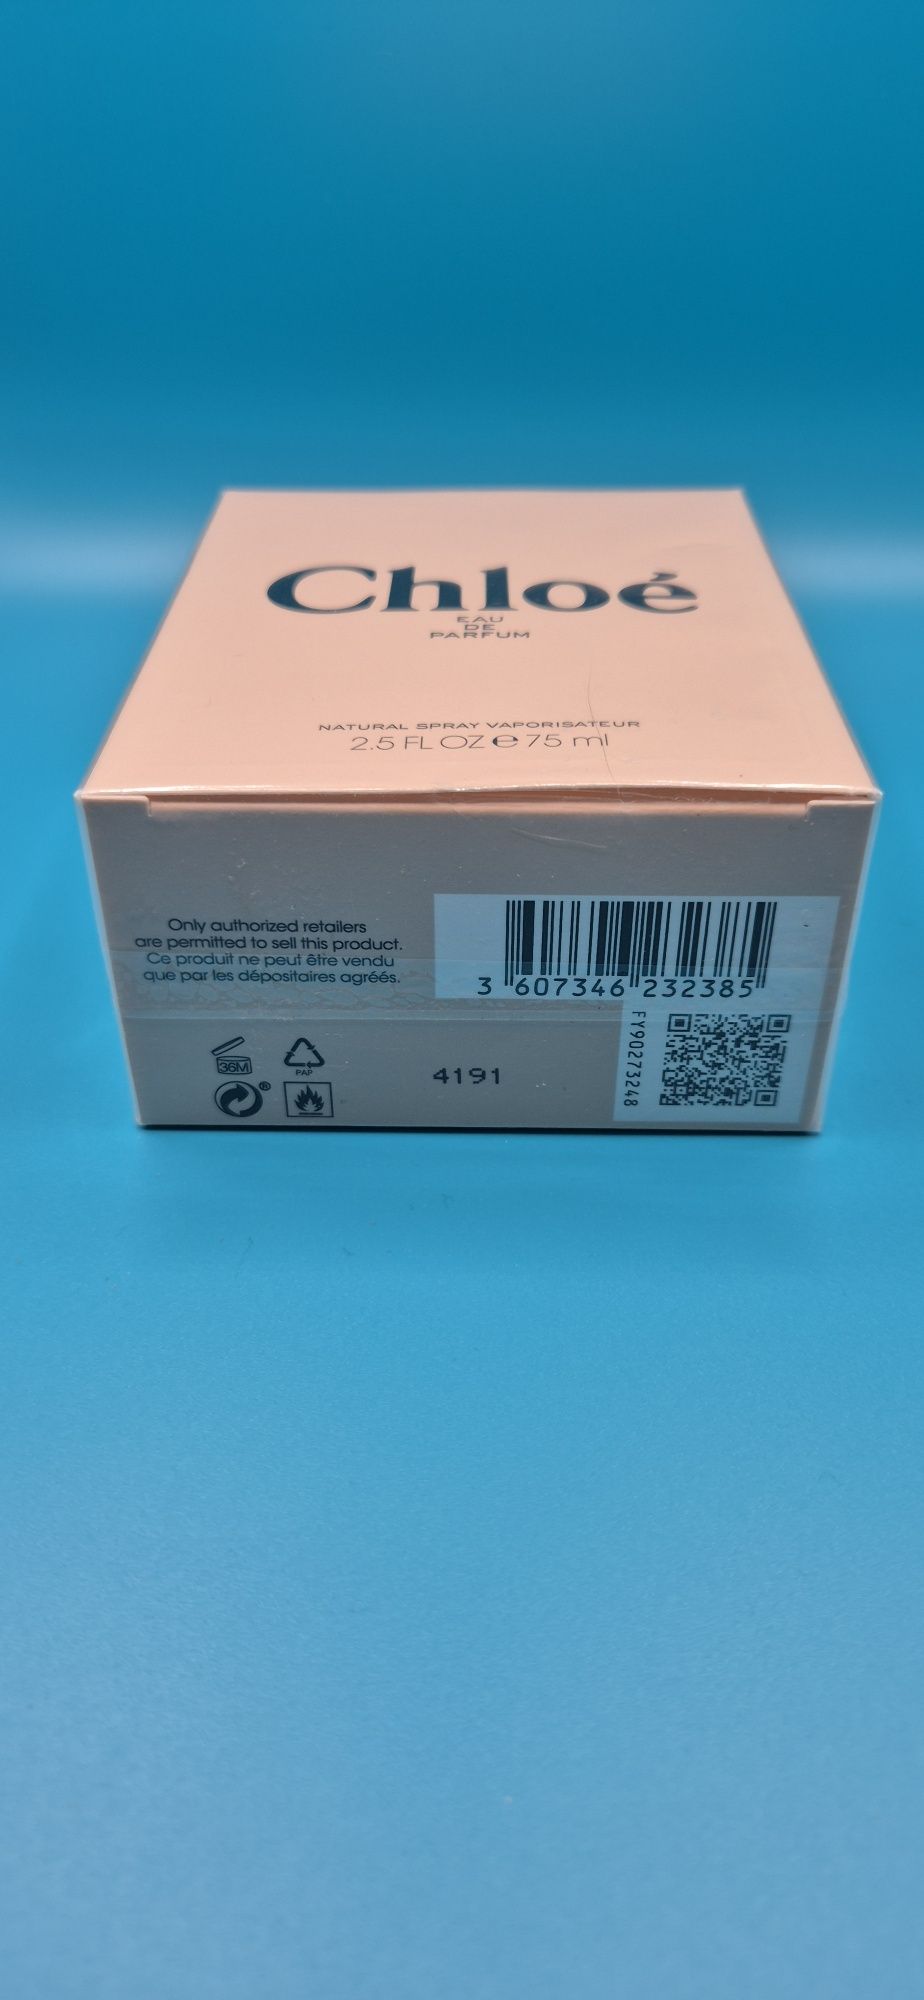 Chloé
EAU
DE
PARFUM
NATURAL SPRAY VAPORISATEUR
2.5 FL OZ e 75 ml
Only authorized retailers
are permitted to sell this product.
Ce produit ne peut être vendu
que par les dépositaires agréés.
3 607346 232385
FY90273248
36M
PAP
4191
®